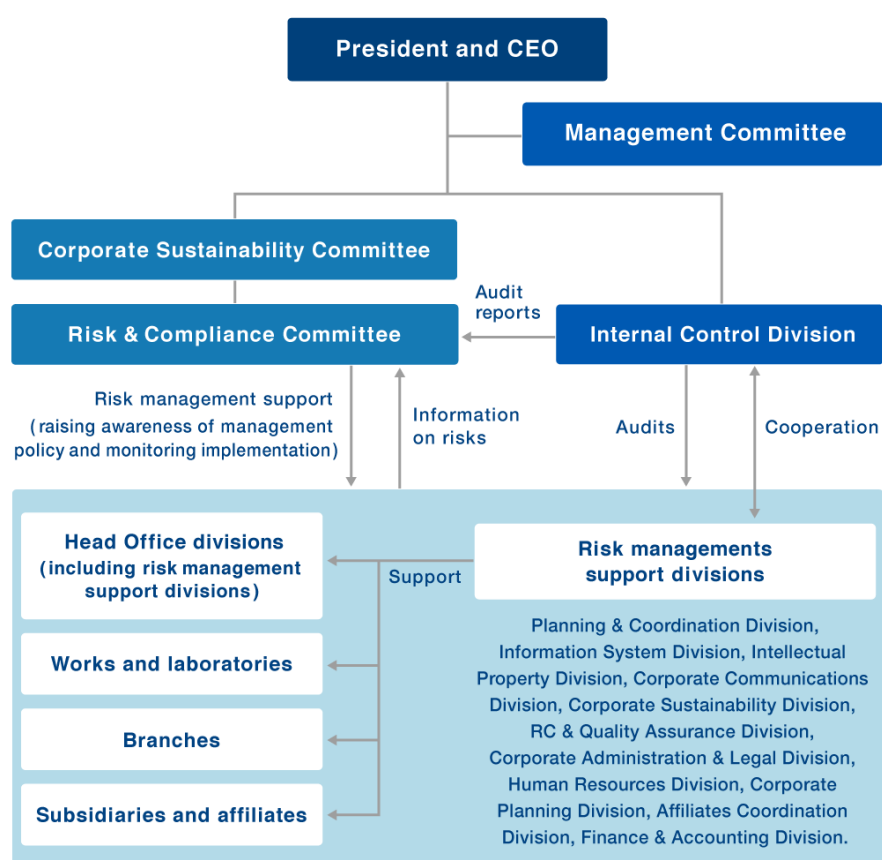 President and CEO
Management Committee
Corporate Sustainability Committee
Risk & Compliance Committee
Audit
reports
Internal Control Division
Risk management support
(raising awareness of management
policy and monitoring implementation)
Information
on risks
Audits
Cooperation
Head Office divisions
(including risk management
support divisions)
Works and laboratories
Branches
Subsidiaries and affiliates
Support
Risk managements
support divisions
Planning & Coordination Division,
Information System Division, Intellectual
Property Division, Corporate Communications
Division, Corporate Sustainability Division,
RC & Quality Assurance Division,
Corporate Administration & Legal Division,
Human Resources Division, Corporate
Planning Division, Affiliates Coordination
Division, Finance & Accounting Division.